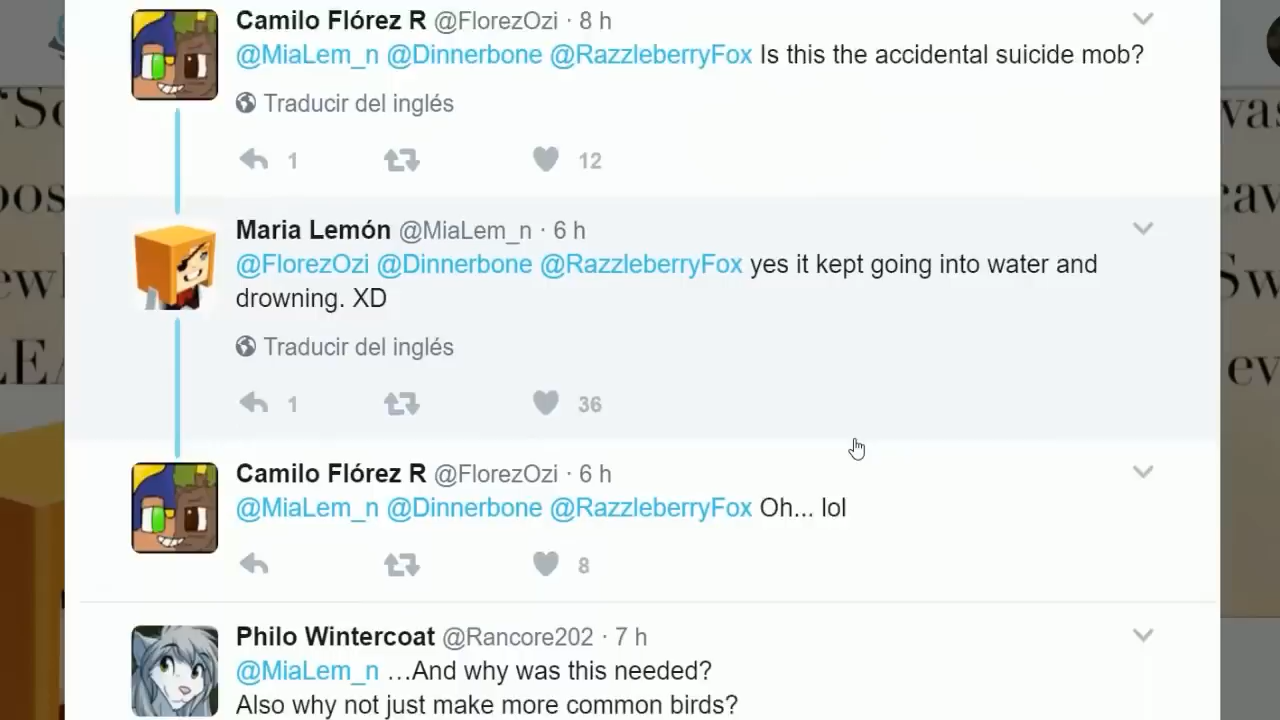 Camilo Flórez R @FlorezOzi · 8 h
@MiaLem_n @Dinnerbone @RazzleberryFox Is this the accidental suicide mob?
Traducir del inglés
1 12
Maria Lemón @MiaLem_n · 6 h
@FlorezOzi @Dinnerbone @RazzleberryFox yes it kept going into water and
drowning. XD
Traducir del inglés
1 36
Camilo Flórez R @FlorezOzi · 6 h
@MiaLem_n @Dinnerbone @RazzleberryFox Oh... lol
8
Philo Wintercoat @Rancore202 · 7 h
@MiaLem_n …And why was this needed?
Also why not just make more common birds?